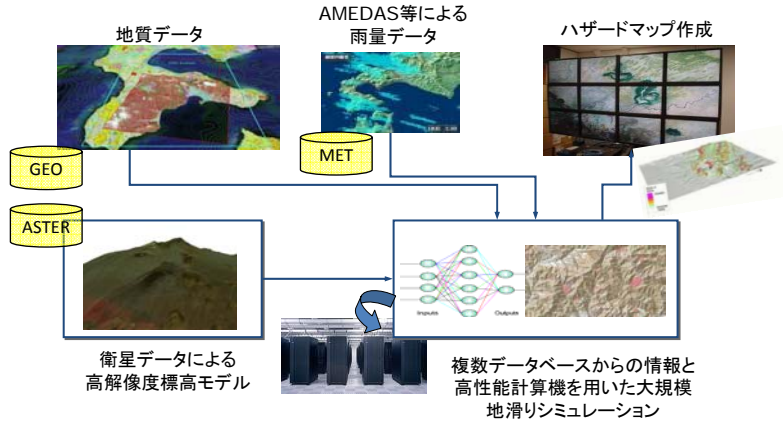 地質データ
AMEDAS等による
雨量データ
ハザードマップ作成
GEO
MET
ASTER
Inputs
Outputs
衛星データによる
高解像度標高モデル
複数データベースからの情報と
高性能計算機を用いた大規模
地滑りシミュレーション